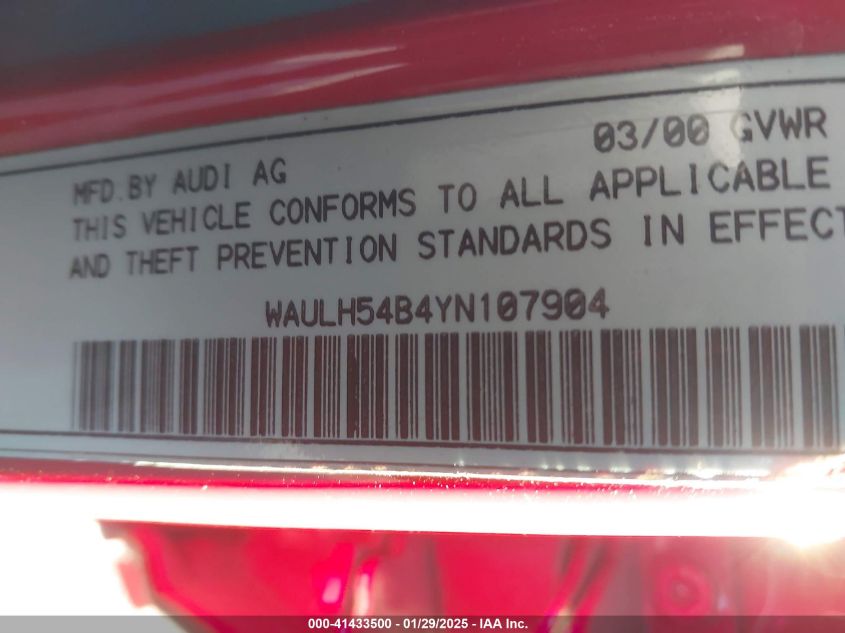 MFD.BY AUDI AG 03/00 GVWR
THIS VEHICLE CONFORMS TO ALL APPLICABLE
AND THEFT PREVENTION STANDARDS IN EFFECT
WAULH54B4YN107904
000-41433500 - 01/29/2025 - IAA Inc.